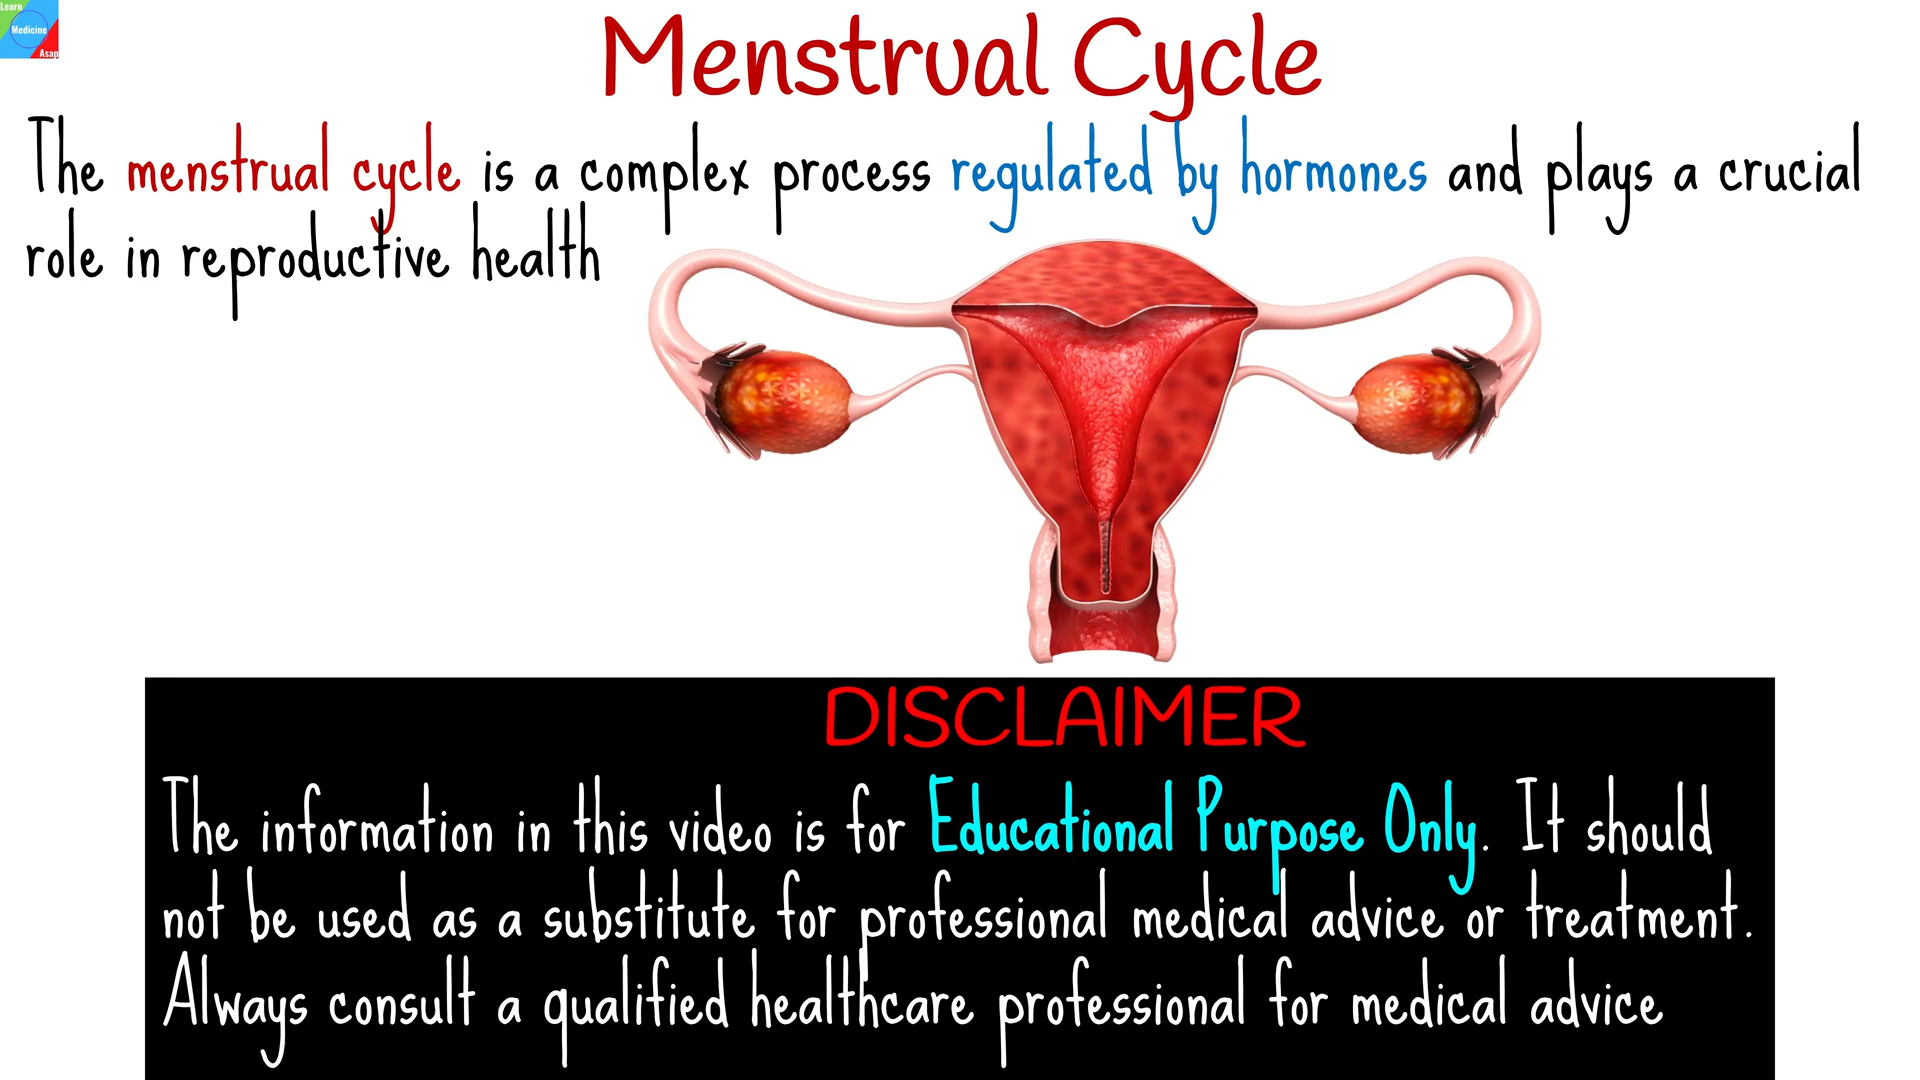 Learn
Medicine
Asap
Menstrual Cycle
The menstrual cycle is a complex process regulated by hormones and plays a crucial
role in reproductive health
DISCLAIMER
The information in this video is for Educational Purpose Only. It should
not be used as a substitute for professional medical advice or treatment.
Always consult a qualified healthcare professional for medical advice